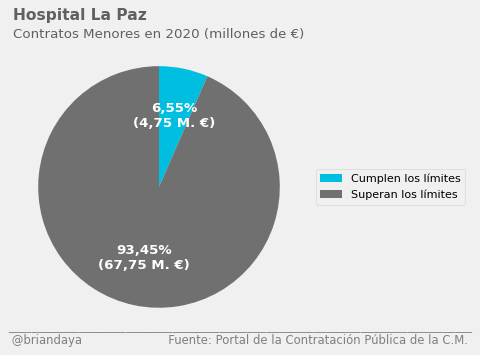 Hospital La Paz
Contratos Menores en 2020 (millones de €)
6,55%
(4,75 M. €)
93,45%
(67,75 M. €)
Cumplen los límites
Superan los límites
@briandaya
Fuente: Portal de la Contratación Pública de la C.M.